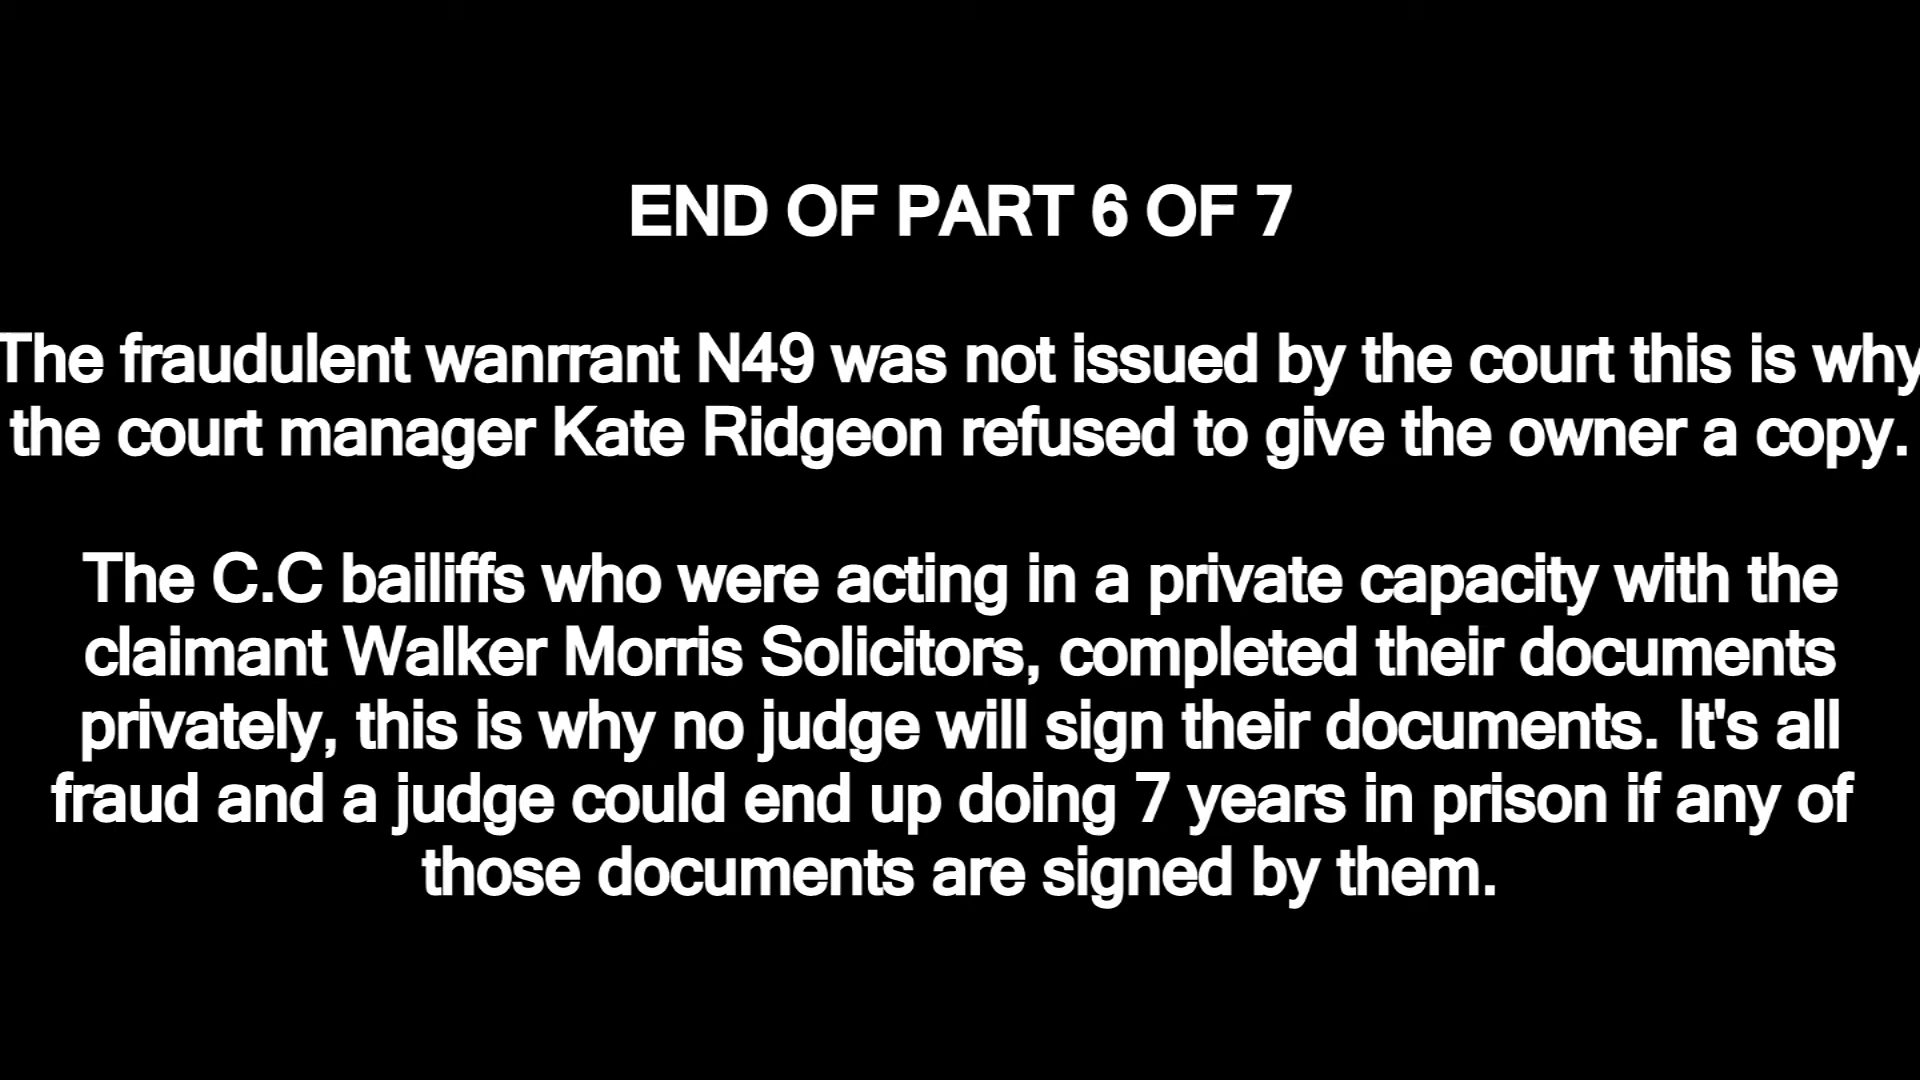 END OF PART 6 OF 7
The fraudulent wanrrant N49 was not issued by the court this is why
the court manager Kate Ridgeon refused to give the owner a copy.
The C.C bailiffs who were acting in a private capacity with the
claimant Walker Morris Solicitors, completed their documents
privately, this is why no judge will sign their documents. It's all
fraud and a judge could end up doing 7 years in prison if any of
those documents are signed by them.